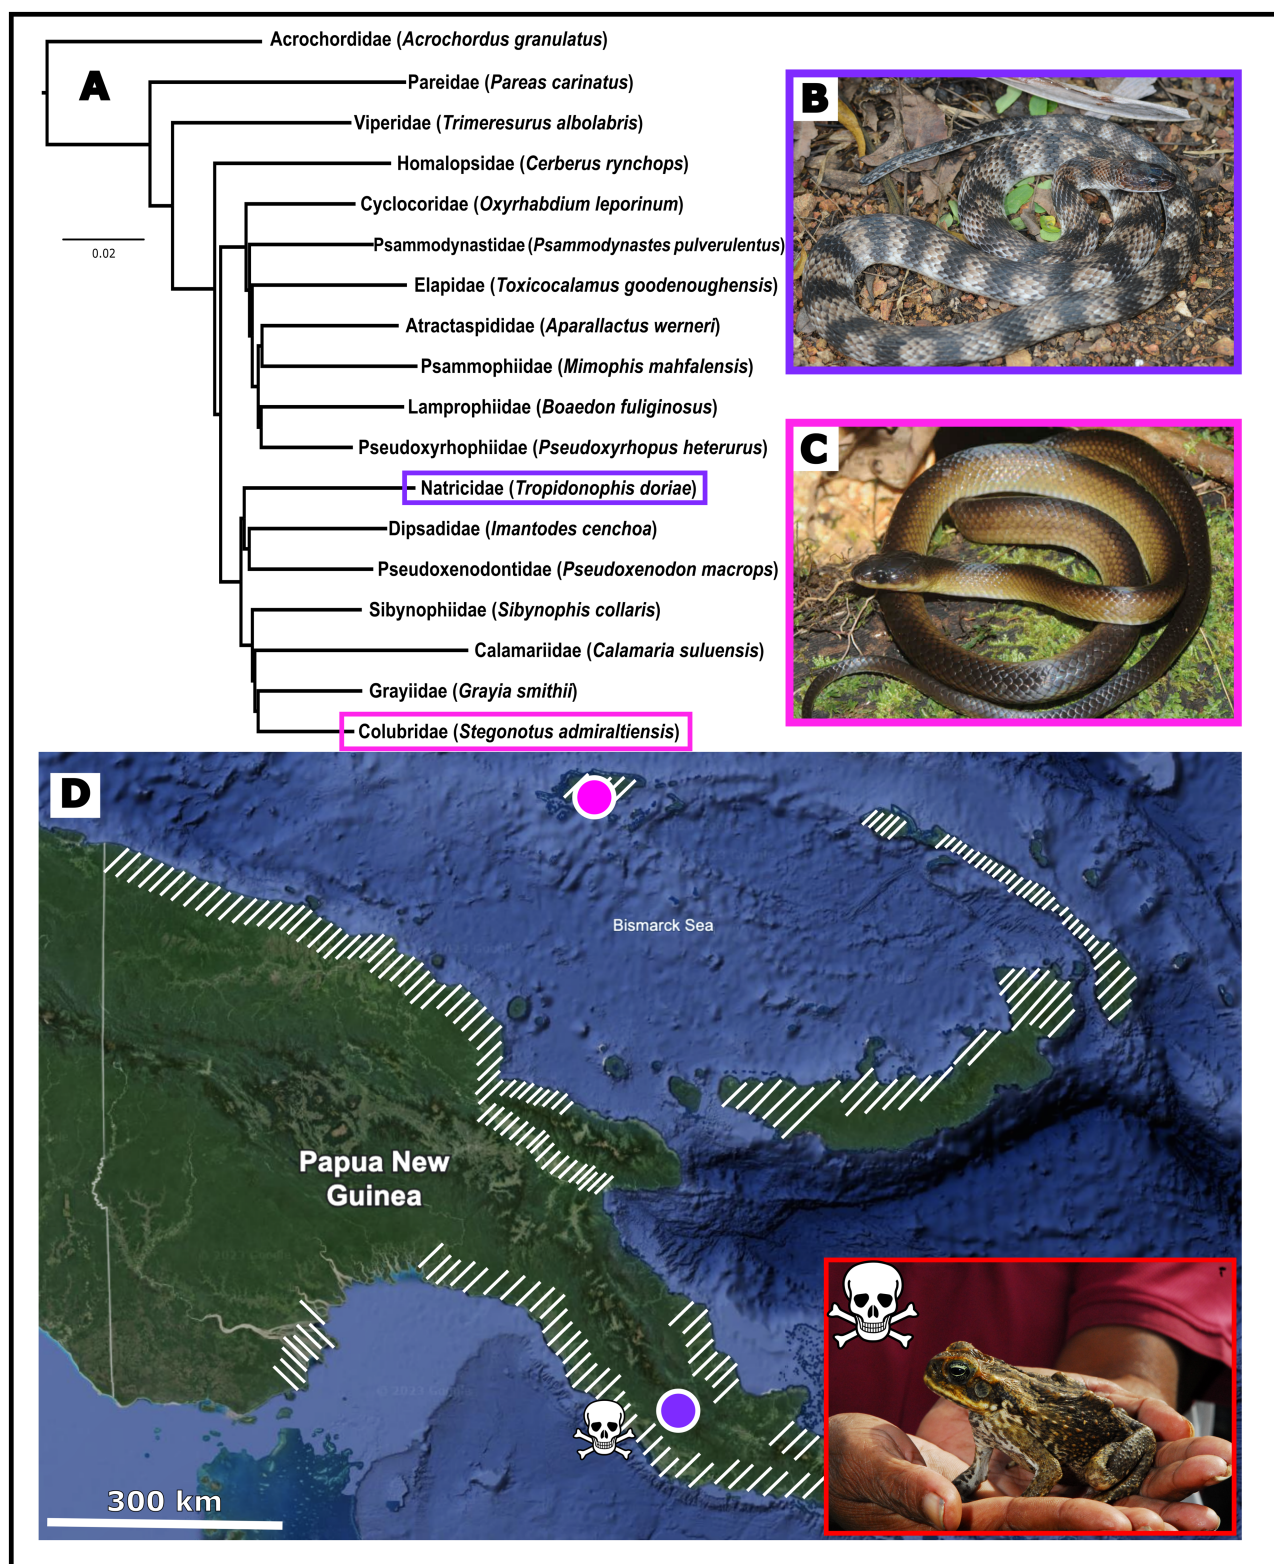 Acrochordidae (Acrochordus granulatus)
A
Pareidae (Pareas carinatus)
Viperidae (Trimeresurus albolabris)
Homalopsidae (Cerberus rynchops)
Cyclocoridae (Oxyrhabdium leporinum)
Psammodynastidae (Psammodynastes pulverulentus)
0.02
Elapidae (Toxicocalamus goodenoughensis)
Atractaspididae (Aparallactus werneri)
Psammophiidae (Mimophis mahfalensis)
Lamprophiidae (Boaedon fuliginosus)
Pseudoxyrhophiidae (Pseudoxyrhopus heterurus)
Natricidae (Tropidonophis doriae)
Dipsadidae (Imantodes cenchoa)
Pseudoxenodontidae (Pseudoxenodon macrops)
Sibynophiidae (Sibynophis collaris)
Calamariidae (Calamaria suluensis)
Grayiidae (Grayia smithii)
Colubridae (Stegonotus admiraltiensis)
B
C
D
Bismarck Sea
Papua New
Guinea
300 km